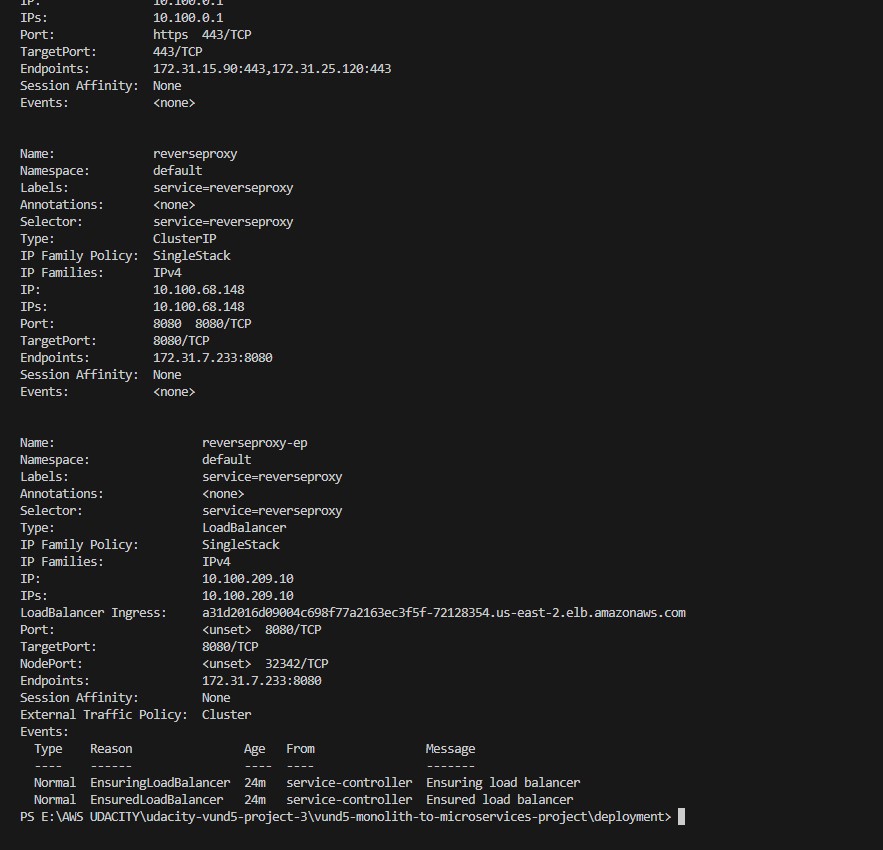 IP:                10.100.0.1
IPs:               10.100.0.1
Port:              https  443/TCP
TargetPort:        443/TCP
Endpoints:         172.31.15.90:443,172.31.25.120:443
Session Affinity:  None
Events:            <none>
Name:              reverseproxy
Namespace:         default
Labels:            service=reverseproxy
Annotations:       <none>
Selector:          service=reverseproxy
Type:              ClusterIP
IP Family Policy:  SingleStack
IP Families:       IPv4
IP:                10.100.68.148
IPs:               10.100.68.148
Port:              8080  8080/TCP
TargetPort:        8080/TCP
Endpoints:         172.31.7.233:8080
Session Affinity:  None
Events:            <none>
Name:                     reverseproxy-ep
Namespace:                default
Labels:                   service=reverseproxy
Annotations:              <none>
Selector:                 service=reverseproxy
Type:                     LoadBalancer
IP Family Policy:         SingleStack
IP Families:              IPv4
IP:                       10.100.209.10
IPs:                      10.100.209.10
LoadBalancer Ingress:     a31d2016d09004c698f77a2163ec3f5f-72128354.us-east-2.elb.amazonaws.com
Port:                     <unset>  8080/TCP
TargetPort:               8080/TCP
NodePort:                 <unset>  32342/TCP
Endpoints:                172.31.7.233:8080
Session Affinity:         None
External Traffic Policy:  Cluster
Events:
  Type    Reason                Age   From                Message
  ----    ------                ----  ----                -------
  Normal  EnsuringLoadBalancer  24m   service-controller  Ensuring load balancer
  Normal  EnsuredLoadBalancer   24m   service-controller  Ensured load balancer
PS E:\AWS UDACITY\udacity-vund5-project-3\vund5-monolith-to-microservices-project\deployment>